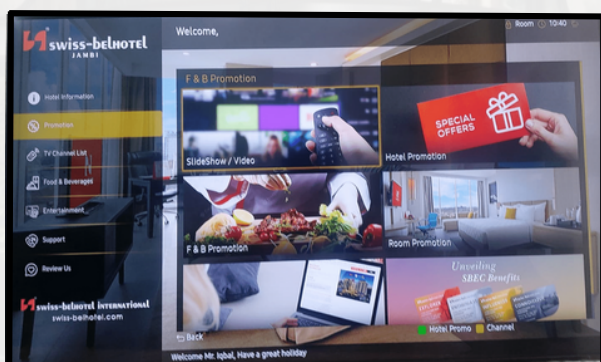 swiss-belhotel
JAMBI
Welcome,
Room 10:40
Hotel Information
Promotion
TV Channel List
Food & Beverages
Entertainment
Support
Review Us
swiss-belhotel international
swiss-belhotel.com
F & B Promotion
SlideShow / Video
SPECIAL
OFFERS
Hotel Promotion
F & B Promotion
Room Promotion
Unveiling
SBEC Benefits
Back
Hotel Promo Channel
Welcome Mr. Iqbal, Have a great holiday